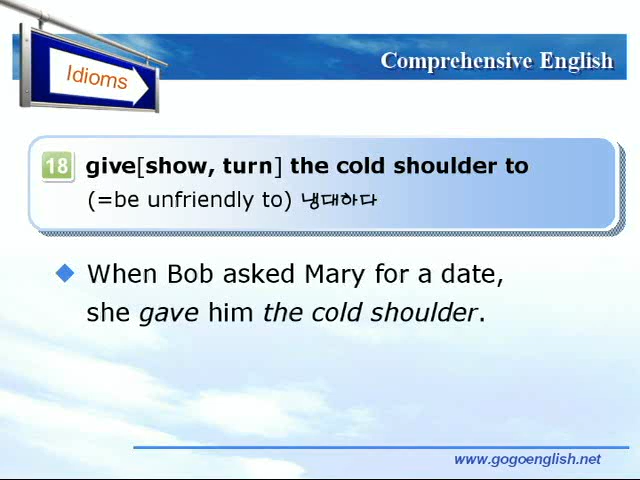 Idioms
Comprehensive English
18 give[show, turn] the cold shoulder to
(=be unfriendly to) 냉대하다
When Bob asked Mary for a date,
she gave him the cold shoulder.
www.gogoenglish.net